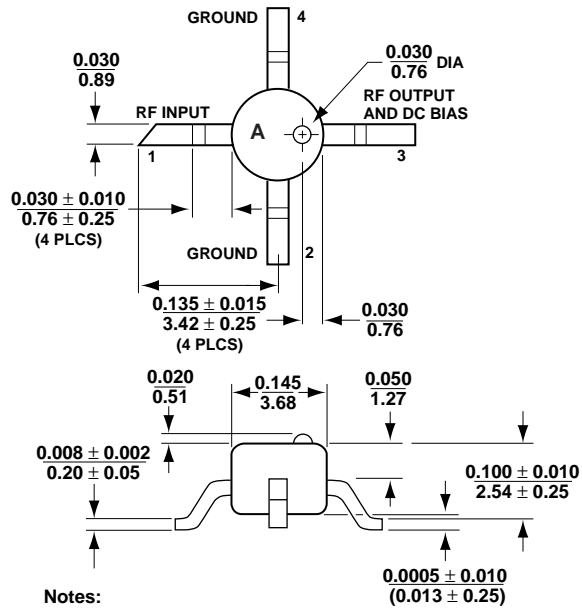 GROUND 4
0.030
0.89
0.030
0.76 DIA
RF INPUT
A
RF OUTPUT
AND DC BIAS
1
3
0.030 ± 0.010
0.76 ± 0.25
(4 PLCS)
GROUND 2
0.135 ± 0.015
3.42 ± 0.25
(4 PLCS)
0.030
0.76
0.020
0.51
0.145
3.68
0.050
1.27
0.008 ± 0.002
0.20 ± 0.05
0.100 ± 0.010
2.54 ± 0.25
0.0005 ± 0.010
(0.013 ± 0.25)
Notes: